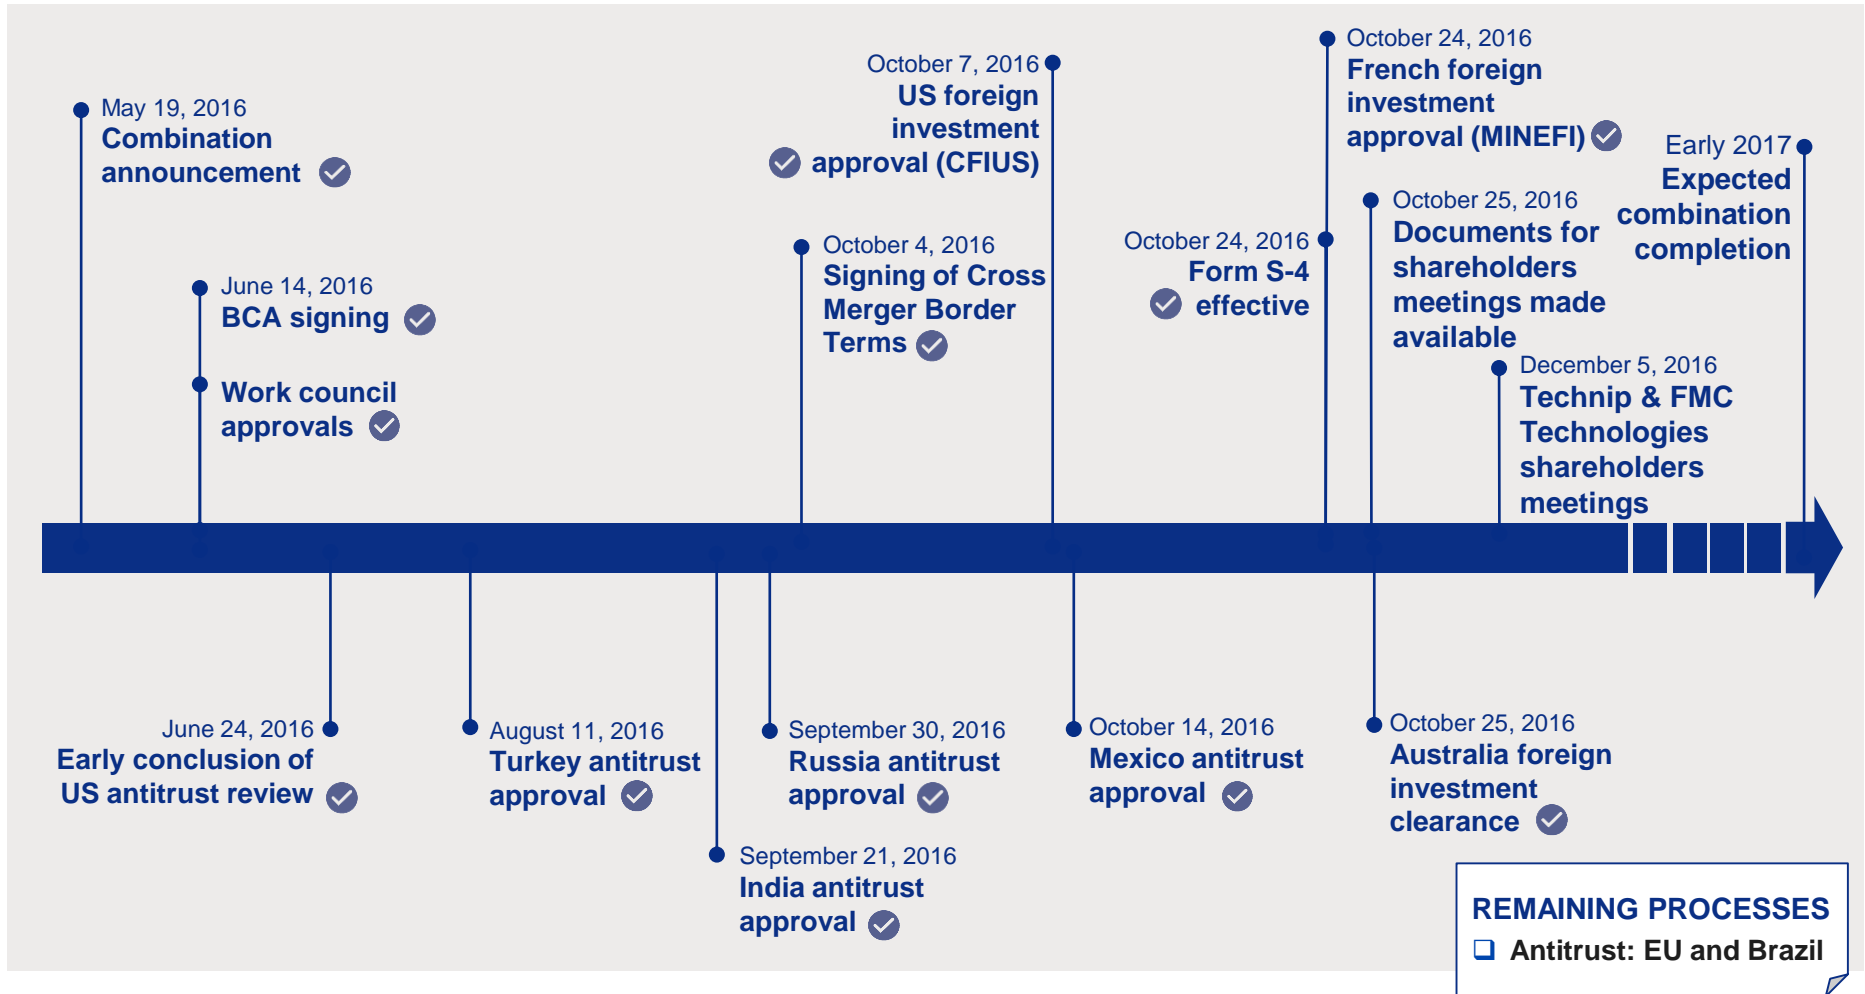 May 19, 2016
Combination
announcement
June 14, 2016
BCA signing
Work council
approvals
October 4, 2016
Signing of Cross
Merger Border
Terms
October 7, 2016
US foreign
investment
approval (CFIUS)
October 24, 2016
Form S-4
effective
October 24, 2016
French foreign
investment
approval (MINEFI)
October 25, 2016
Documents for
shareholders
meetings made
available
December 5, 2016
Technip & FMC
Technologies
shareholders
meetings
Early 2017
Expected
combination
completion
June 24, 2016
Early conclusion of
US antitrust review
August 11, 2016
Turkey antitrust
approval
September 21, 2016
India antitrust
approval
September 30, 2016
Russia antitrust
approval
October 14, 2016
Mexico antitrust
approval
October 25, 2016
Australia foreign
investment
clearance
REMAINING PROCESSES
❑ Antitrust: EU and Brazil